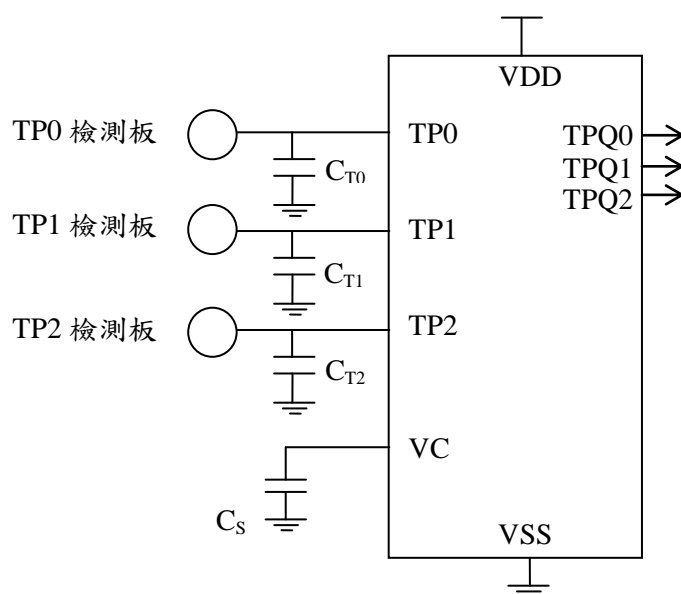 VDD
TP0 檢測板
TP0
TPQ0
C_T0
TPQ1
TPQ2
TP1 檢測板
TP1
C_T1
TP2 檢測板
TP2
C_T2
VC
C_S
VSS